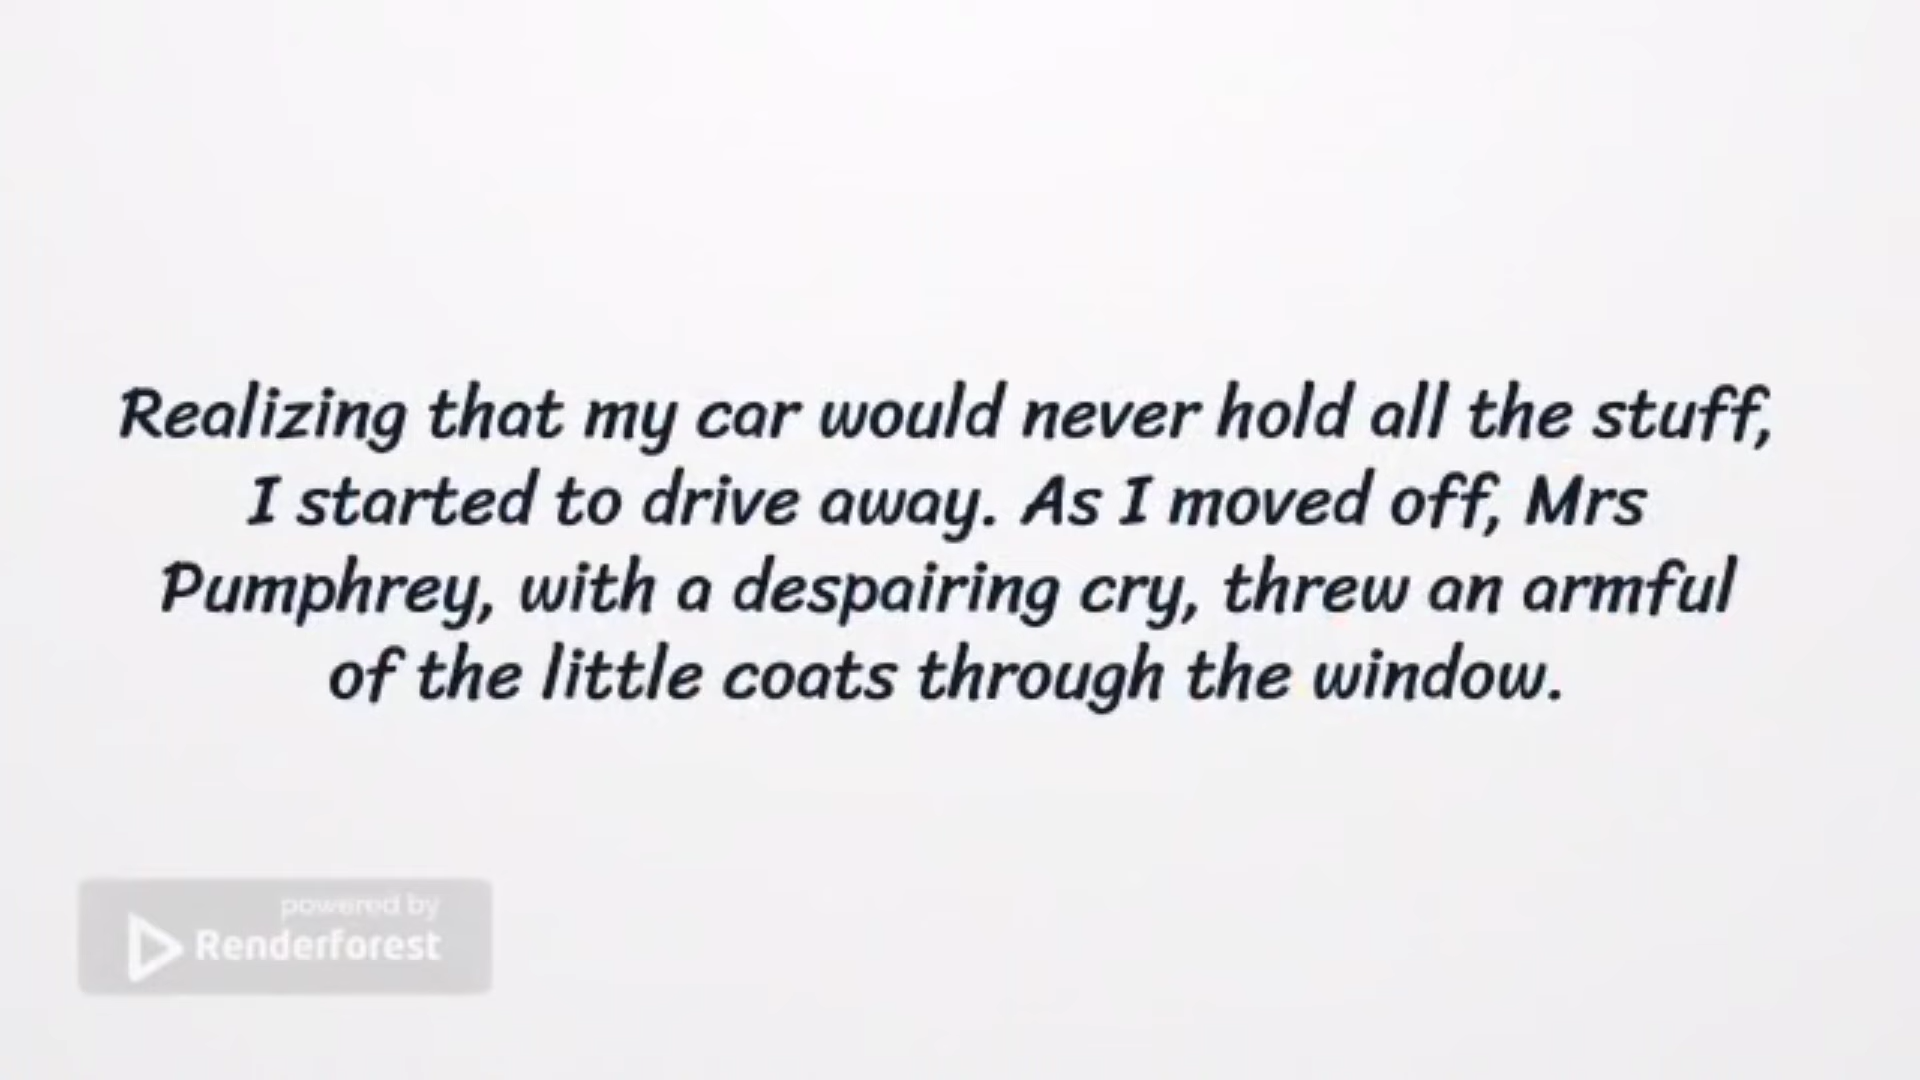 Realizing that my car would never hold all the stuff,
I started to drive away. As I moved off, Mrs
Pumphrey, with a despairing cry, threw an armful
of the little coats through the window.
powered by
Renderforest